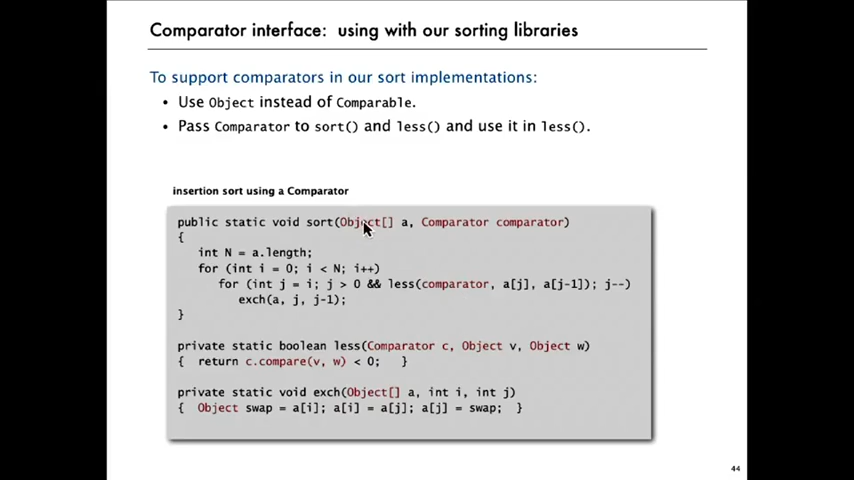 Comparator interface: using with our sorting libraries
To support comparators in our sort implementations:
• Use Object instead of Comparable.
• Pass Comparator to sort() and less() and use it in less().
insertion sort using a Comparator
public static void sort(Object[] a, Comparator comparator)
{
int N = a.length;
for (int i = 0; i < N; i++)
for (int j = i; j > 0 && less(comparator, a[j], a[j-1]); j--)
exch(a, j, j-1);
}
private static boolean less(Comparator c, Object v, Object w)
{ return c.compare(v, w) < 0; }
private static void exch(Object[] a, int i, int j)
{ Object swap = a[i]; a[i] = a[j]; a[j] = swap; }
44